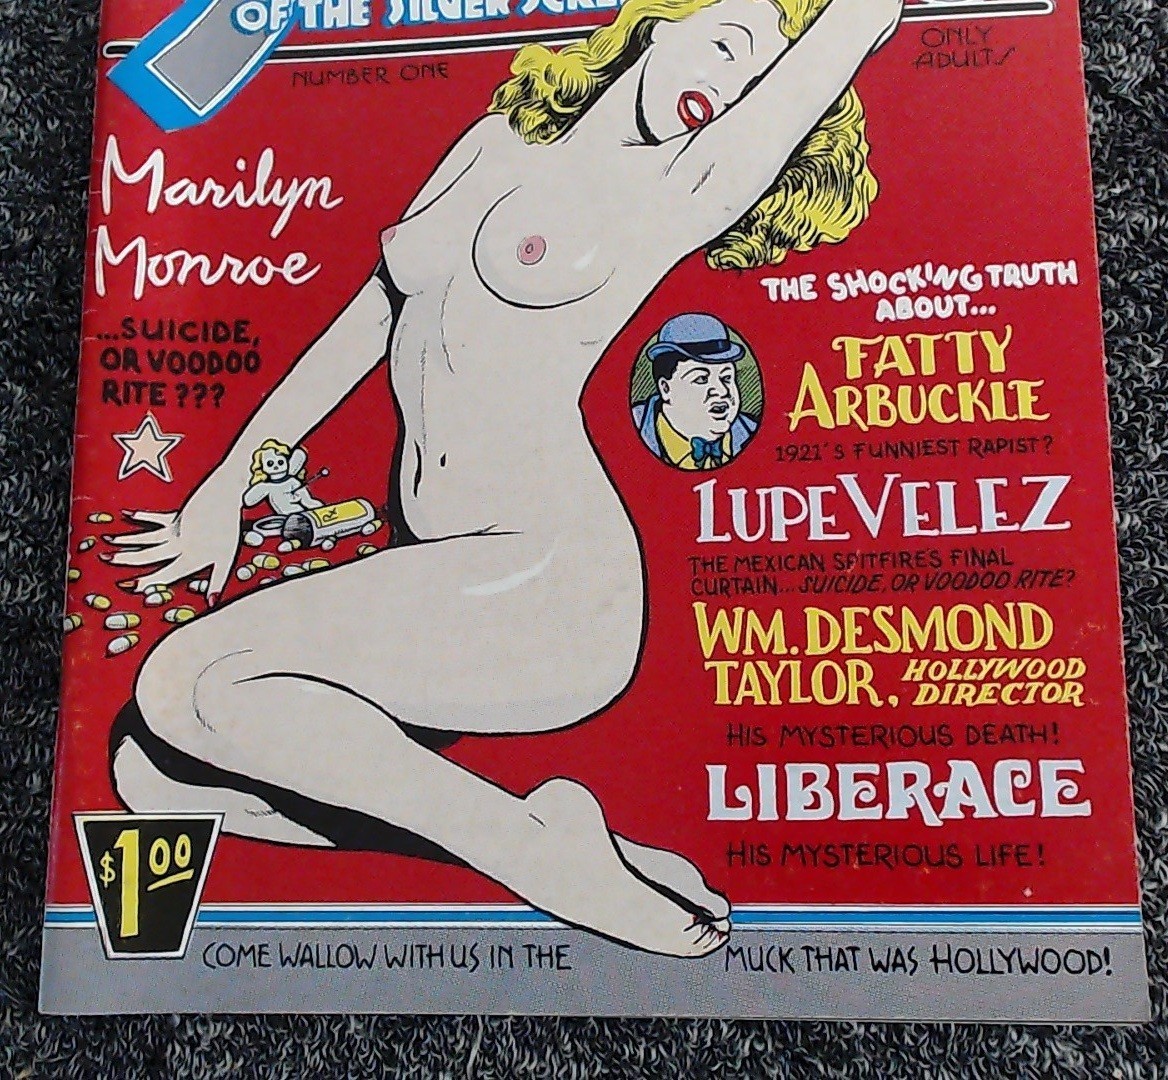 OF THE SILVER SCRE
NUMBER ONE
ONLY
ADULTS
Marilyn
Monroe
...SUICIDE,
OR VOODOO
RITE ???
Rx
THE SHOCKING TRUTH
ABOUT...
FATTY
ARBUCKLE
1921'S FUNNIEST RAPIST?
LUPE VELEZ
THE MEXICAN SPITFIRE'S FINAL
CURTAIN... SUICIDE, OR VOODOO RITE?
WM. DESMOND
TAYLOR, HOLLYWOOD
DIRECTOR
HIS MYSTERIOUS DEATH!
LIBERACE
HIS MYSTERIOUS LIFE!
$1.00
COME WALLOW WITH US IN THE MUCK THAT WAS HOLLYWOOD!